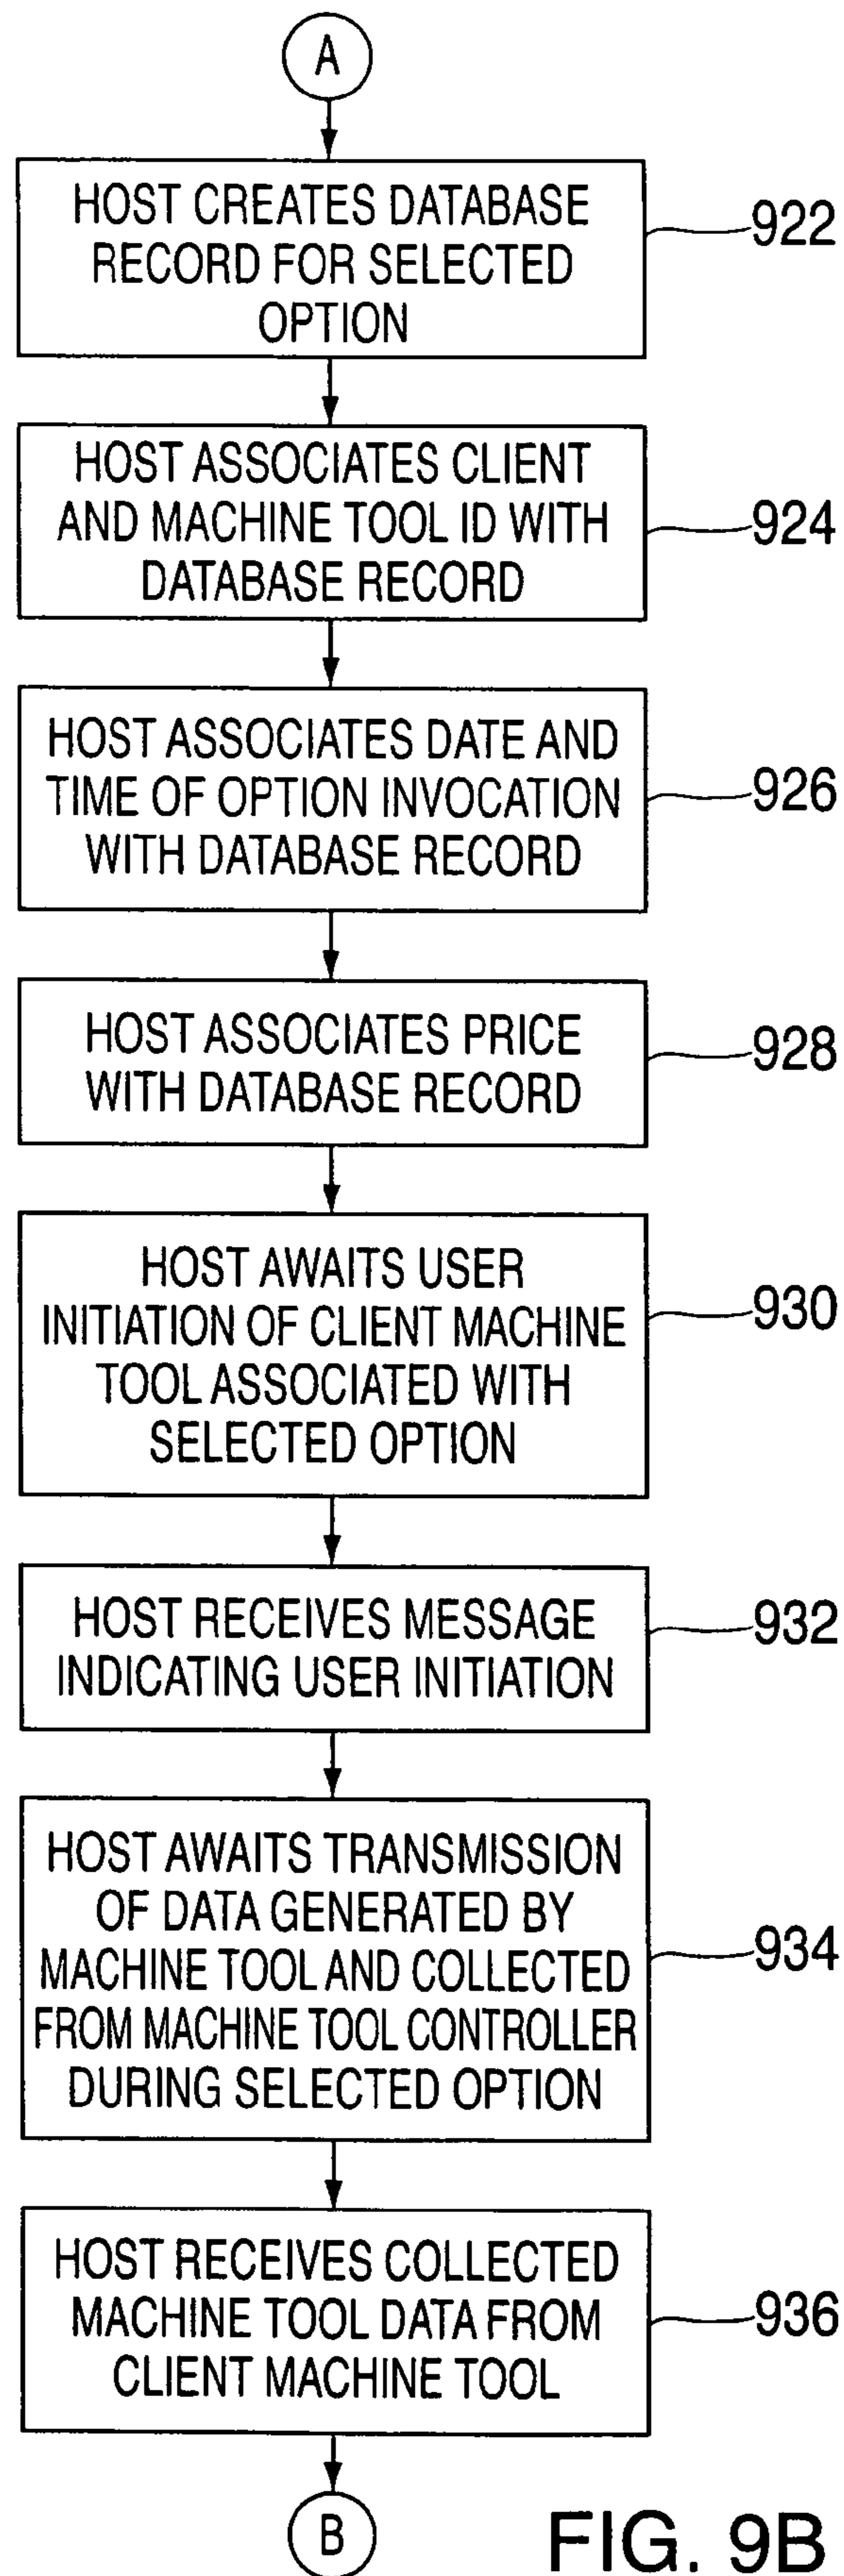 A
HOST CREATES DATABASE
RECORD FOR SELECTED
OPTION
922
HOST ASSOCIATES CLIENT
AND MACHINE TOOL ID WITH
DATABASE RECORD
924
HOST ASSOCIATES DATE AND
TIME OF OPTION INVOCATION
WITH DATABASE RECORD
926
HOST ASSOCIATES PRICE
WITH DATABASE RECORD
928
HOST AWAITS USER
INITIATION OF CLIENT MACHINE
TOOL ASSOCIATED WITH
SELECTED OPTION
930
HOST RECEIVES MESSAGE
INDICATING USER INITIATION
932
HOST AWAITS TRANSMISSION
OF DATA GENERATED BY
MACHINE TOOL AND COLLECTED
FROM MACHINE TOOL CONTROLLER
DURING SELECTED OPTION
934
HOST RECEIVES COLLECTED
MACHINE TOOL DATA FROM
CLIENT MACHINE TOOL
936
B
FIG. 9B